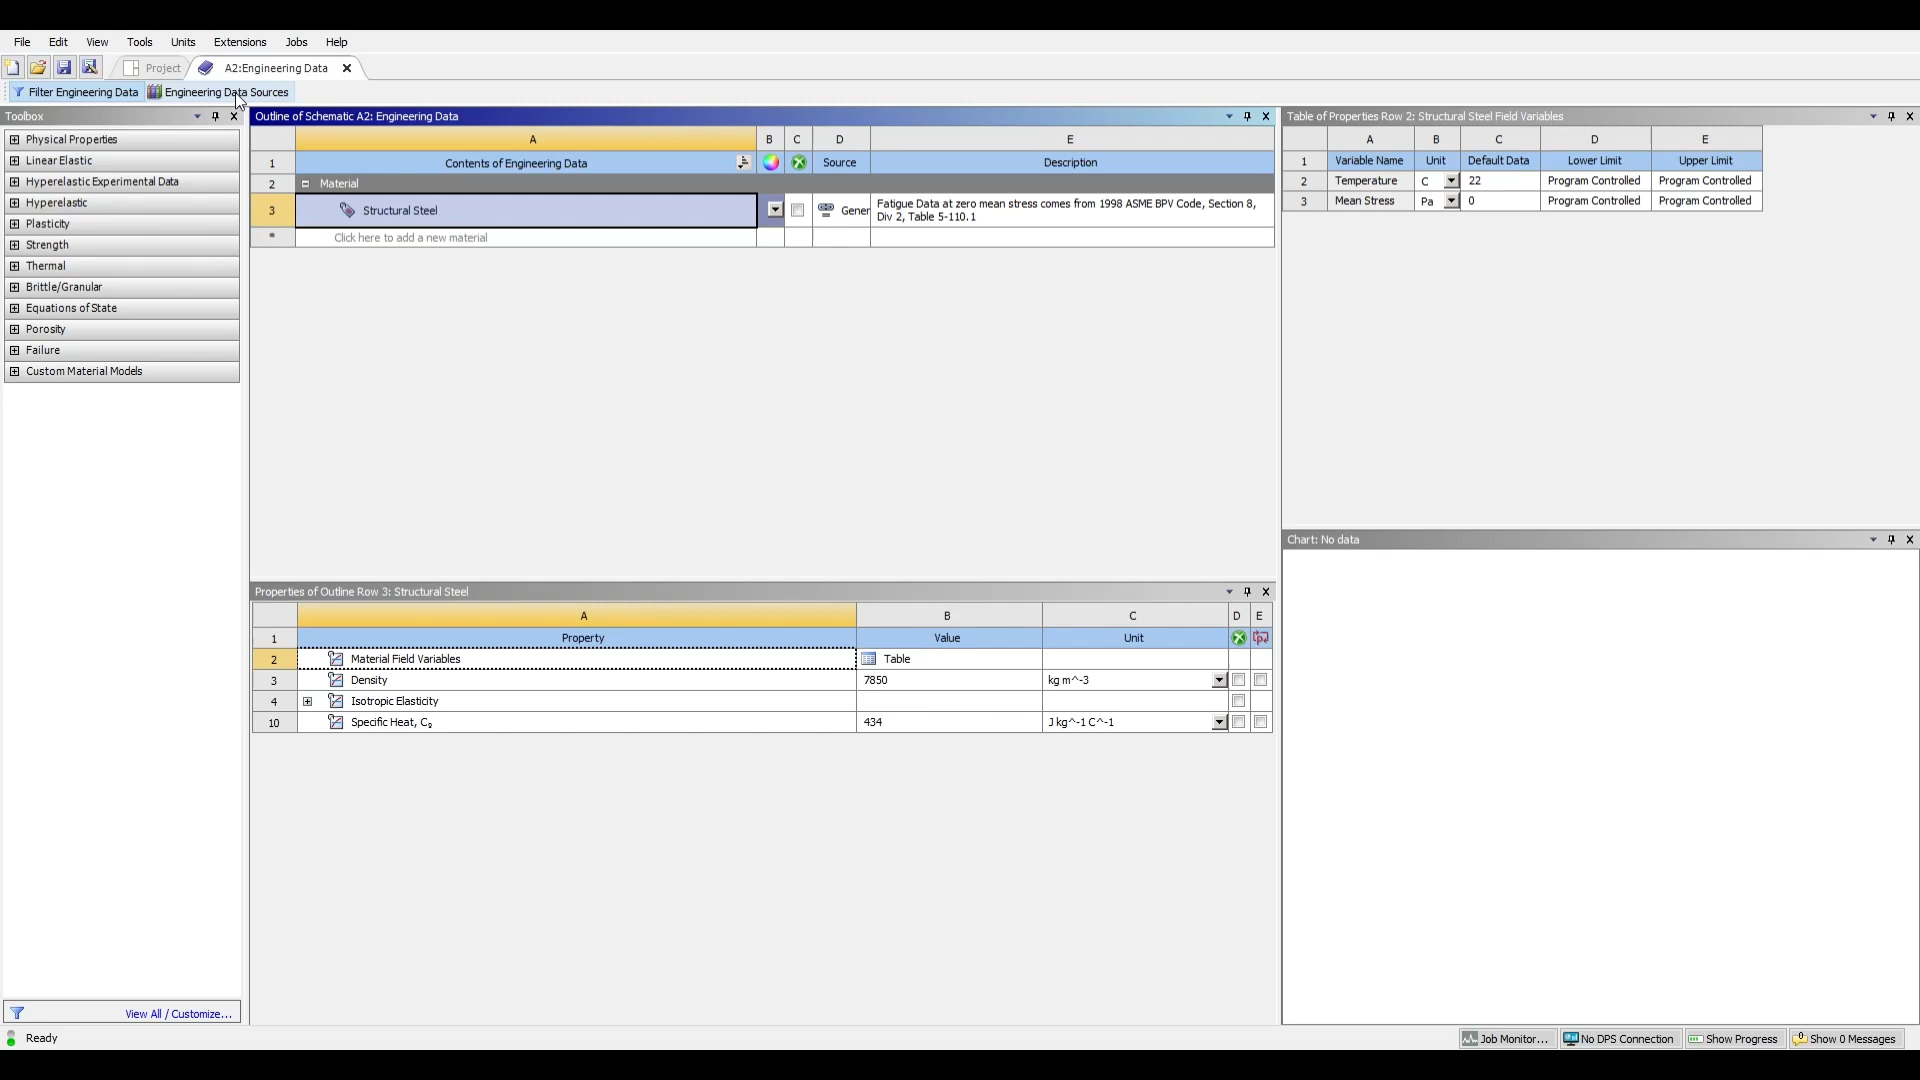 File Edit View Tools Units Extensions Jobs Help
Project A2:Engineering Data
Filter Engineering Data Engineering Data Sources
Toolbox
Physical Properties
Linear Elastic
Hyperelastic Experimental Data
Hyperelastic
Plasticity
Strength
Thermal
Brittle/Granular
Equations of State
Porosity
Failure
Custom Material Models
View All / Customize...
Outline of Schematic A2: Engineering Data
A B C D E
1 Contents of Engineering Data Source Description
2 Material
3 Structural Steel Gener Fatigue Data at zero mean stress comes from 1998 ASME BPV Code, Section 8,
Div 2, Table 5-110.1
* Click here to add a new material
Properties of Outline Row 3: Structural Steel
A B C D E
1 Property Value Unit
2 Material Field Variables Table
3 Density 7850 kg m^-3
4 Isotropic Elasticity
10 Specific Heat, Cₚ 434 J kg^-1 C^-1
Table of Properties Row 2: Structural Steel Field Variables
A B C D E
1 Variable Name Unit Default Data Lower Limit Upper Limit
2 Temperature C 22 Program Controlled Program Controlled
3 Mean Stress Pa 0 Program Controlled Program Controlled
Chart: No data
Ready Job Monitor... No DPS Connection Show Progress Show 0 Messages